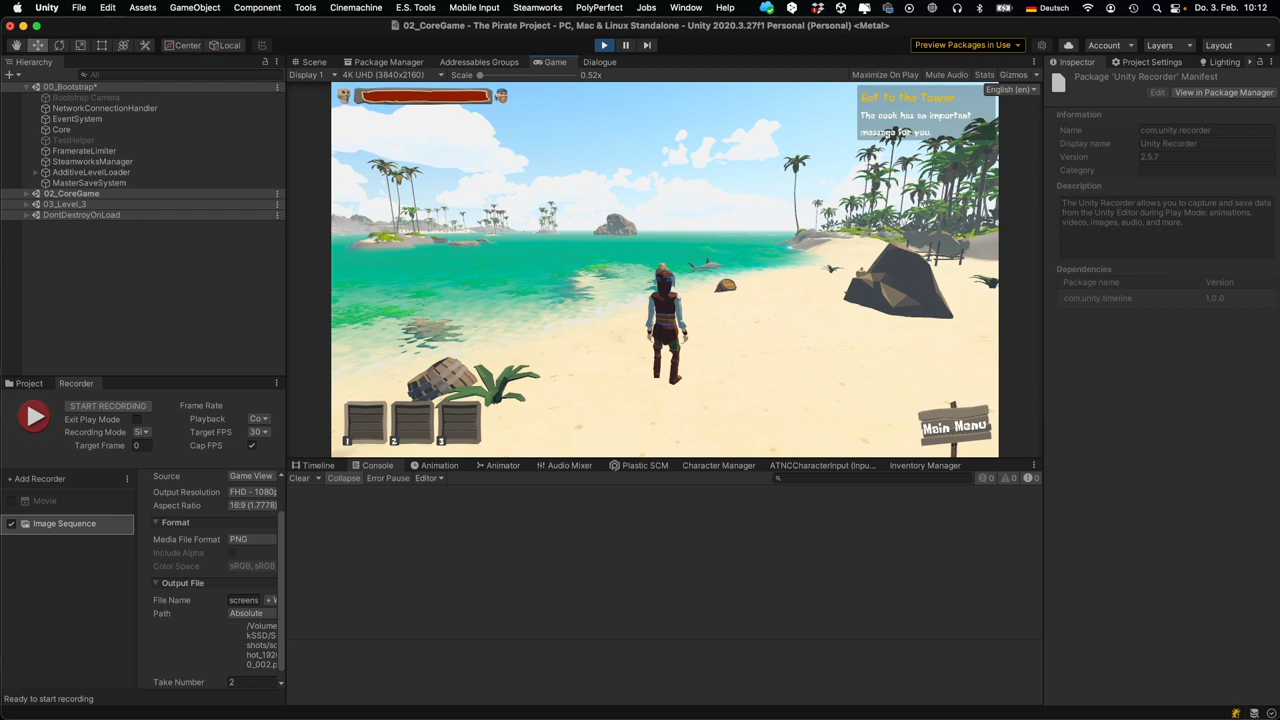 Unity File Edit Assets GameObject Component Tools Cinemachine E.S. Tools Mobile Input Steamworks PolyPerfect Jobs Window Help Deutsch Do. 3. Feb. 10:12
02_CoreGame - The Pirate Project - PC, Mac & Linux Standalone - Unity 2020.3.27f1 Personal (Personal) <Metal>
Center Local Preview Packages in Use Account Layers Layout
Hierarchy Scene Package Manager Addressables Groups Game Dialogue Inspector Project Settings Lighting
All Display 1 4K UHD (3840x2160) Scale 0.52x Maximize On Play Mute Audio Stats Gizmos
English (en)
00_Bootstrap*
Bootstrap Camera
NetworkConnectionHandler
EventSystem
Core
TestHelper
FramerateLimiter
SteamworksManager
AdditiveLevelLoader
MasterSaveSystem
02_CoreGame
03_Level_3
DontDestroyOnLoad
Get to the Tower
The cook has an important
massage for you.
1 2 3
Main Menu
Package 'Unity Recorder' Manifest
Edit View in Package Manager
Information
Name com.unity.recorder
Display name Unity Recorder
Version 2.5.7
Category
Description
The Unity Recorder allows you to capture and save data
from the Unity Editor during Play Mode: animations,
videos, images, audio, and more.
Dependencies
Package name Version
com.unity.timeline 1.0.0
Project Recorder
START RECORDING Frame Rate
Exit Play Mode Playback Co
Recording Mode Si Target FPS 30
Target Frame 0 Cap FPS
+ Add Recorder
Movie
Image Sequence
Source Game View
Output Resolution FHD - 1080p
Aspect Ratio 16:9 (1.7778)
Format
Media File Format PNG
Include Alpha
Color Space sRGB, sRGB
Output File
File Name screens
Path Absolute
/Volume
kSSD/S
shots/sc
hot_192
0_002.p
Take Number 2
Ready to start recording
Timeline Console Animation Animator Audio Mixer Plastic SCM Character Manager ATNCCharacterInput (Inpu... Inventory Manager
Clear Collapse Error Pause Editor 0 0 0